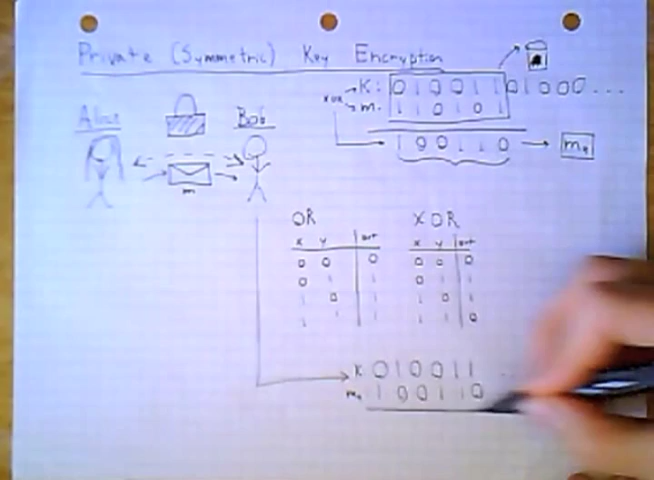 Private (Symmetric) Key Encryption
K: 0 1 0 0 1 1 0 1 0 0 0 ...
XOR
m. 1 1 0 1 0 1
Alice
Bob
1 0 0 1 1 0
m
OR
XOR
x y out
x y out
0 0 0
0 0 0
0 1 1
0 1 1
1 0 1
1 0 1
1 1 1
1 1 0
K 0 1 0 0 1 1
1 0 0 1 1 0